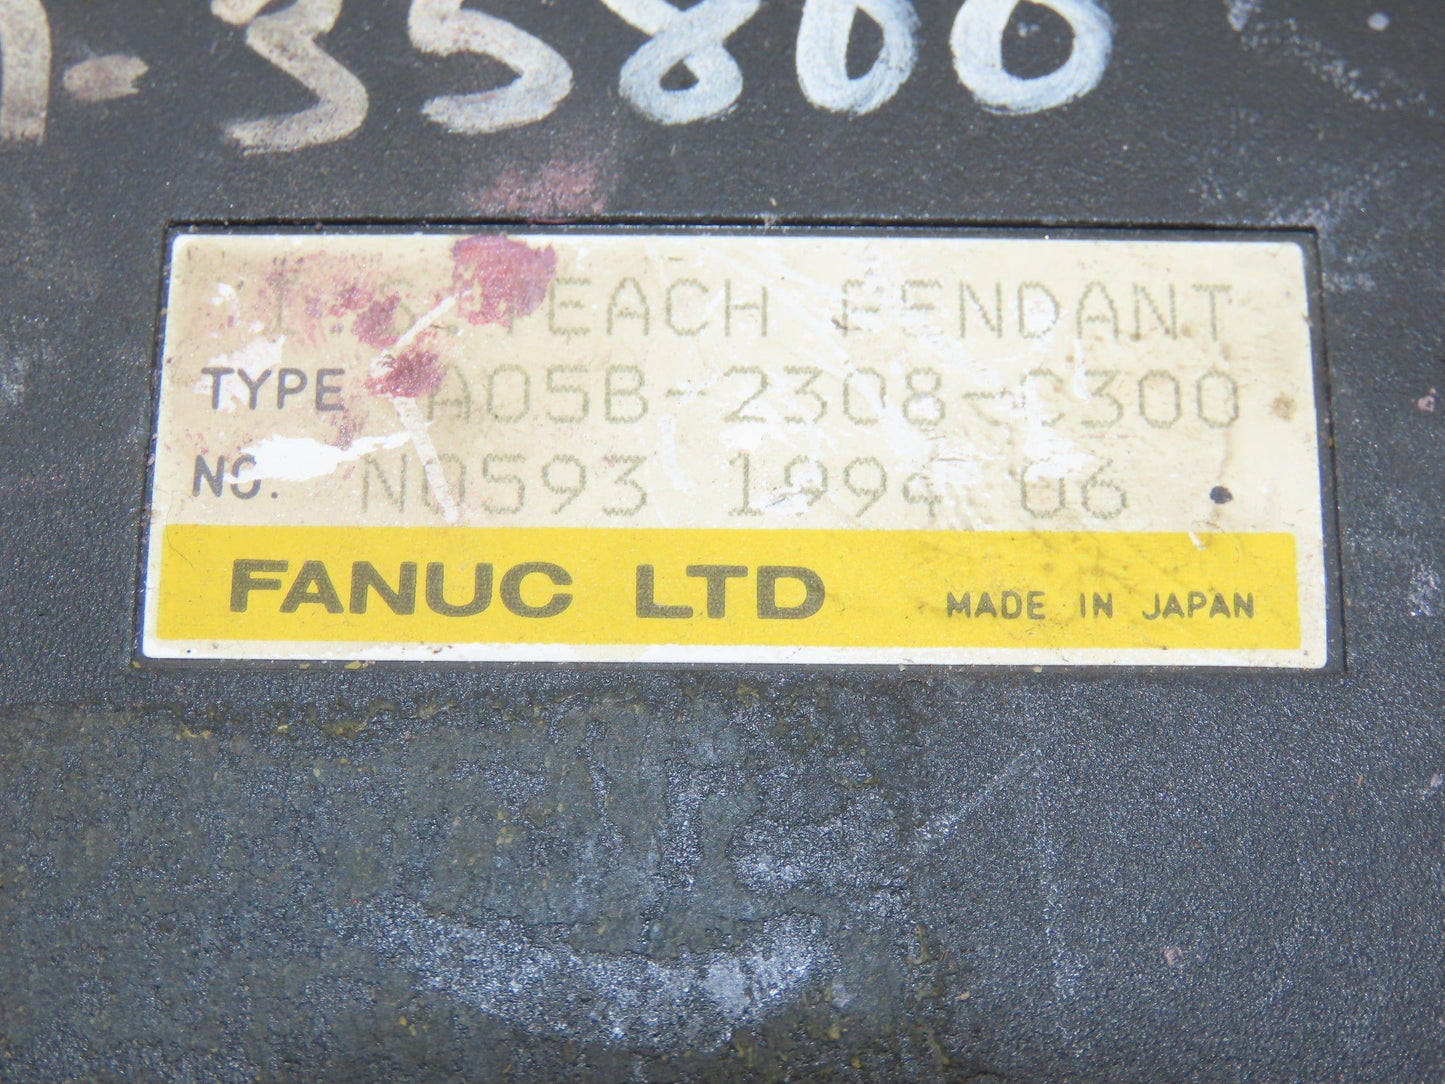 -35800
I.S.TEACH PENDANT
TYPE A05B-2308-C300
NO. N0593 1994 06
FANUC LTD MADE IN JAPAN